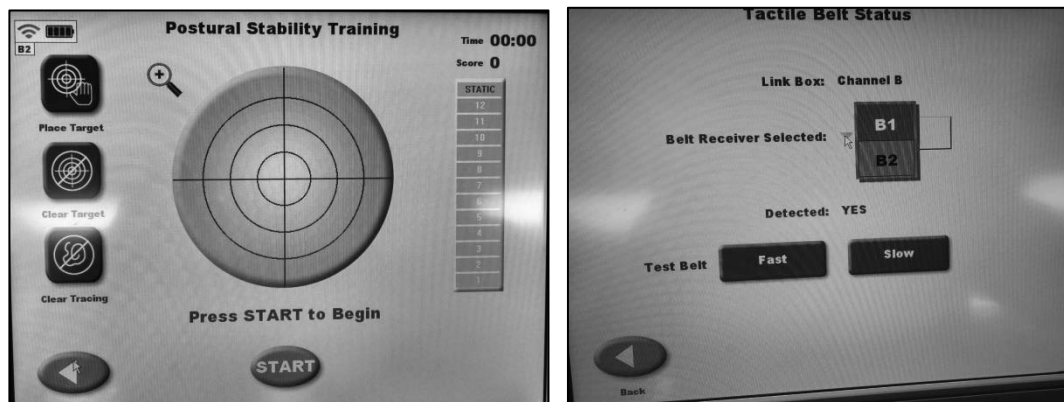 B2
Postural Stability Training
Time 00:00
Score 0
Place Target
Clear Target
Clear Tracing
STATIC
12
11
10
9
8
7
6
5
4
3
2
1
Press START to Begin
START
Tactile Belt Status
Link Box: Channel B
Belt Receiver Selected:
B1
B2
Detected: YES
Test Belt Fast Slow
Back